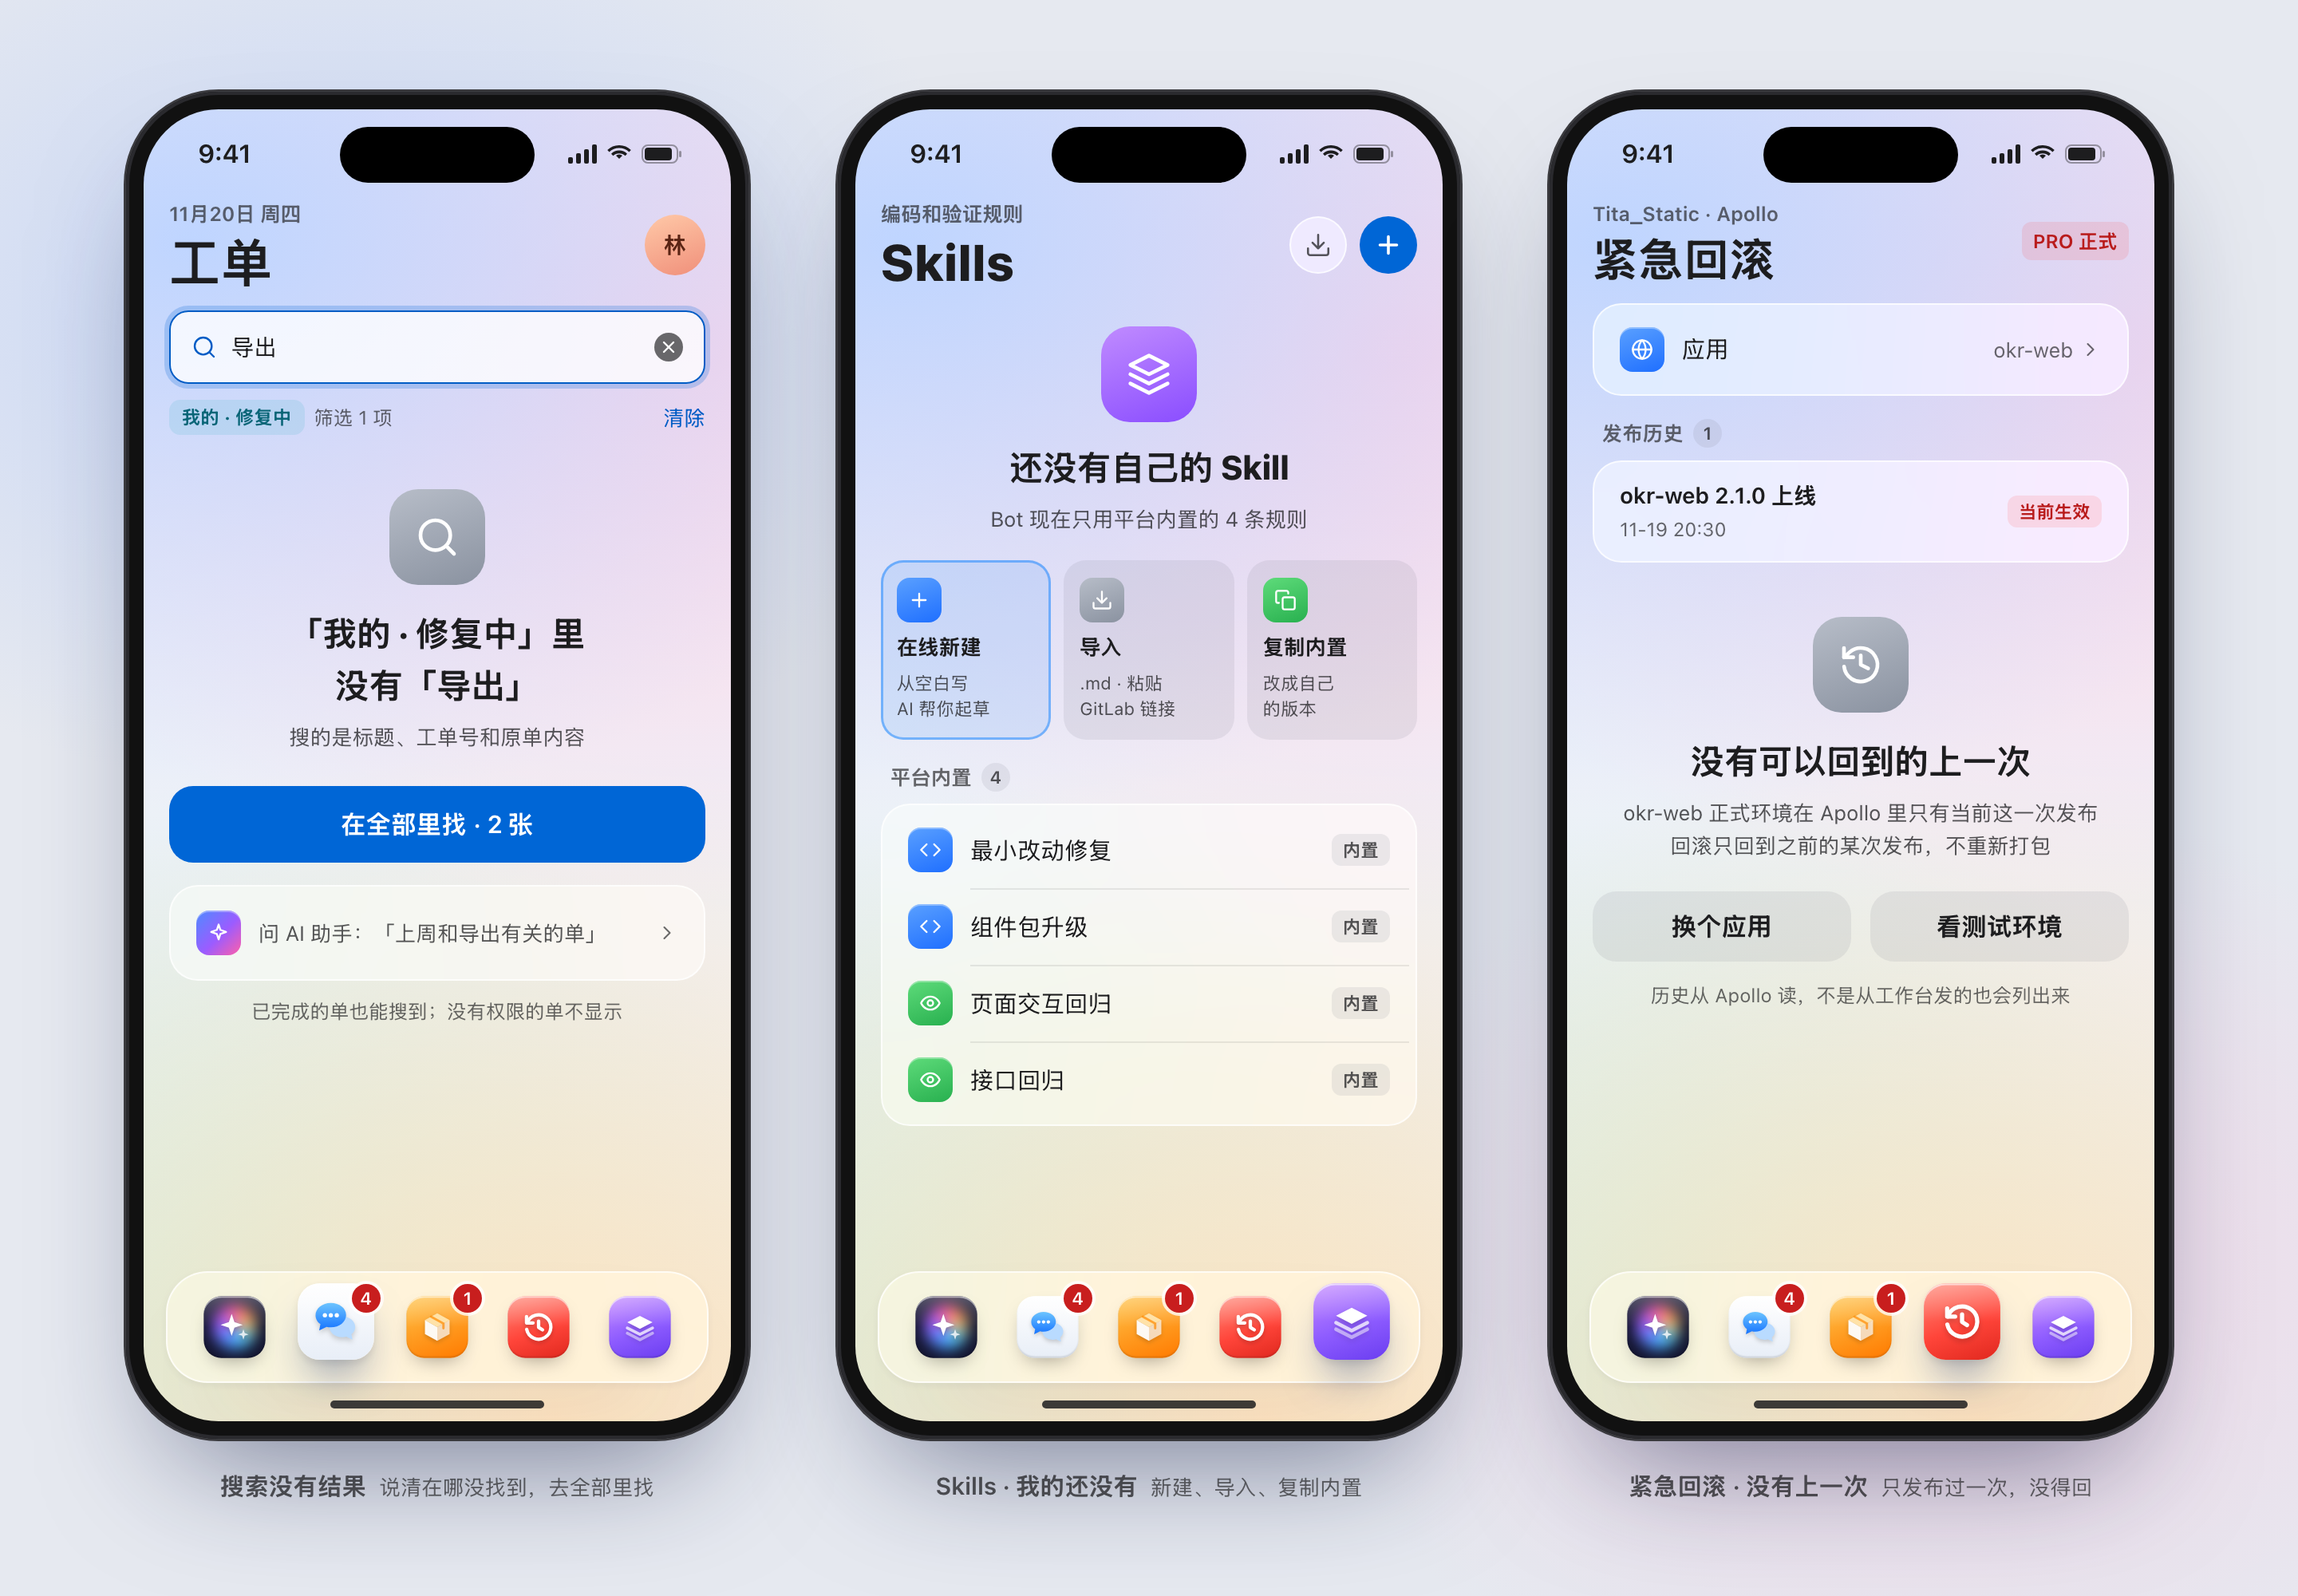 9:41
11月20日 周四
工单
林
导出
我的 · 修复中 筛选 1 项 清除
「我的 · 修复中」里
没有「导出」
搜的是标题、工单号和原单内容
在全部里找 · 2 张
问 AI 助手：「上周和导出有关的单」
已完成的单也能搜到；没有权限的单不显示
4
1
搜索没有结果 说清在哪没找到，去全部里找
9:41
编码和验证规则
Skills
还没有自己的 Skill
Bot 现在只用平台内置的 4 条规则
在线新建
从空白写
AI 帮你起草
导入
.md · 粘贴
GitLab 链接
复制内置
改成自己
的版本
平台内置 4
最小改动修复 内置
组件包升级 内置
页面交互回归 内置
接口回归 内置
4
1
Skills · 我的还没有 新建、导入、复制内置
9:41
Tita_Static · Apollo
紧急回滚
PRO 正式
应用 okr-web
发布历史 1
okr-web 2.1.0 上线
11-19 20:30
当前生效
没有可以回到的上一次
okr-web 正式环境在 Apollo 里只有当前这一次发布
回滚只回到之前的某次发布，不重新打包
换个应用 看测试环境
历史从 Apollo 读，不是从工作台发的也会列出来
4
1
紧急回滚 · 没有上一次 只发布过一次，没得回